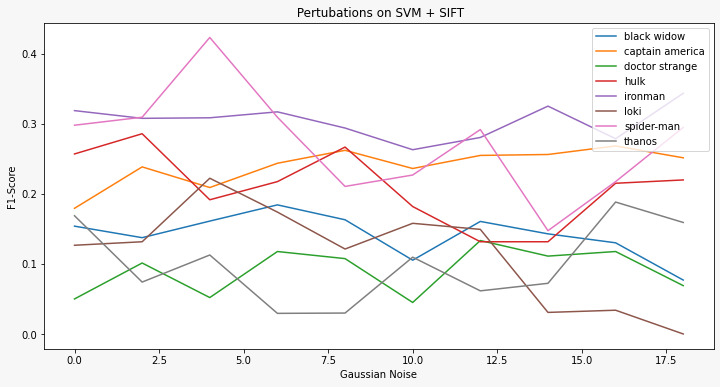 Pertubations on SVM + SIFT
F1-Score
0.4
0.3
0.2
0.1
0.0
black widow
captain america
doctor strange
hulk
ironman
loki
spider-man
thanos
0.0 2.5 5.0 7.5 10.0 12.5 15.0 17.5
Gaussian Noise